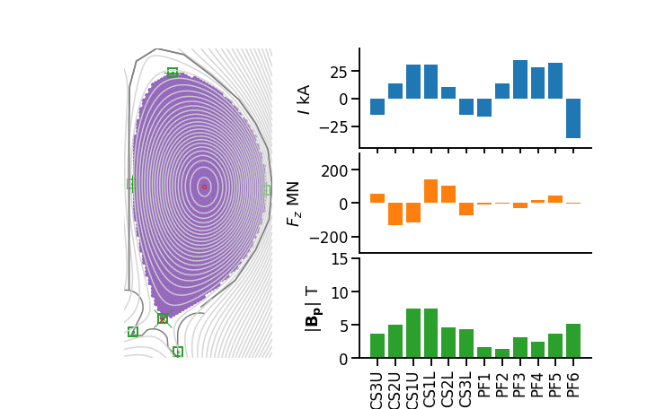 I kA
25
0
−25
F_z MN
200
0
−200
|B_p| T
15
10
5
0
CS3U
CS2U
CS1U
CS1L
CS2L
CS3L
PF1
PF2
PF3
PF4
PF5
PF6